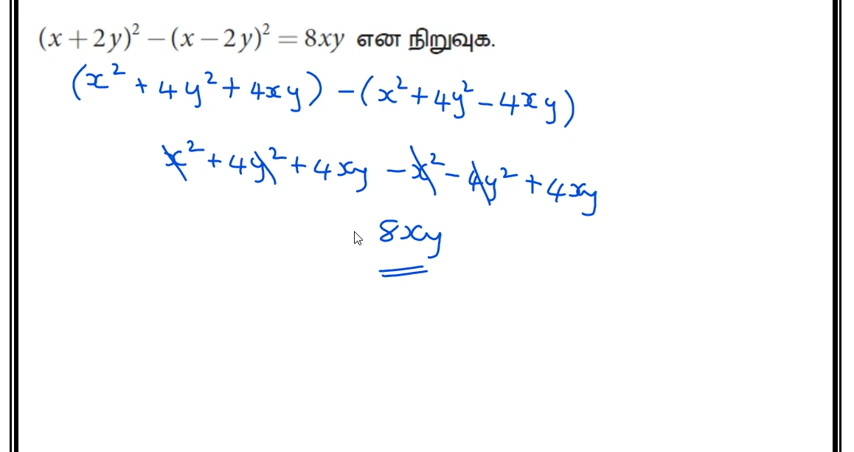 (x + 2y)² − (x − 2y)² = 8xy என நிறுவுக.
(x² + 4y² + 4xy) − (x² + 4y² − 4xy)
x² + 4y² + 4xy − x² − 4y² + 4xy
8xy